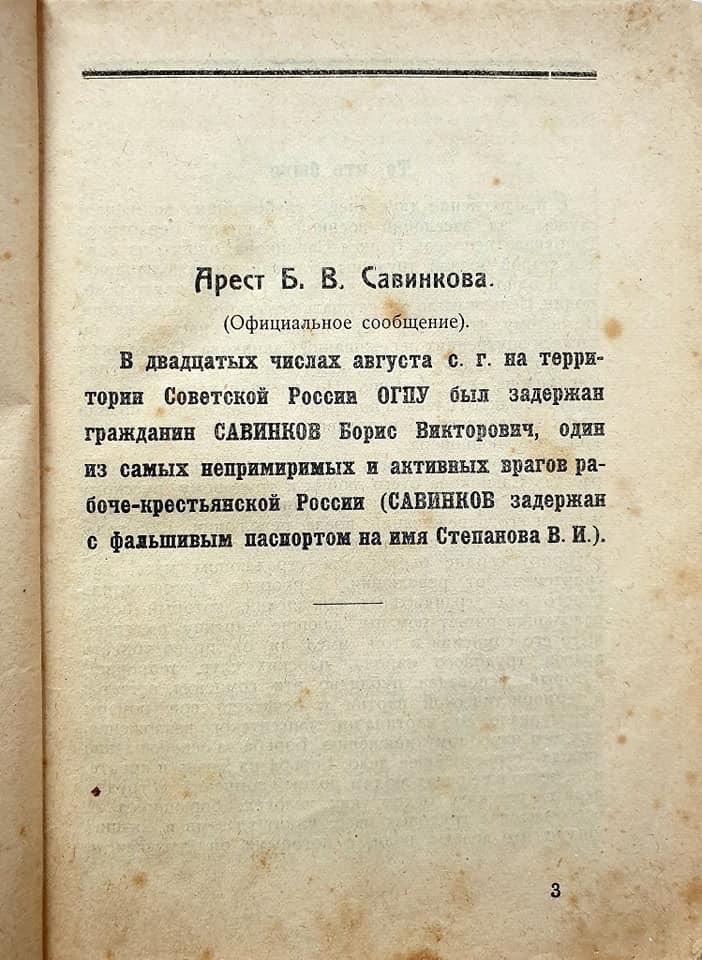 Арест Б. В. Савинкова.
(Официальное сообщение).
В двадцатых числах августа с. г. на терри-
тории Советской России ОГПУ был задержан
гражданин САВИНКОВ Борис Викторович, один
из самых непримиримых и активных врагов ра-
боче-крестьянской России (САВИНКОВ задержан
с фальшивым паспортом на имя Степанова В. И.).
3